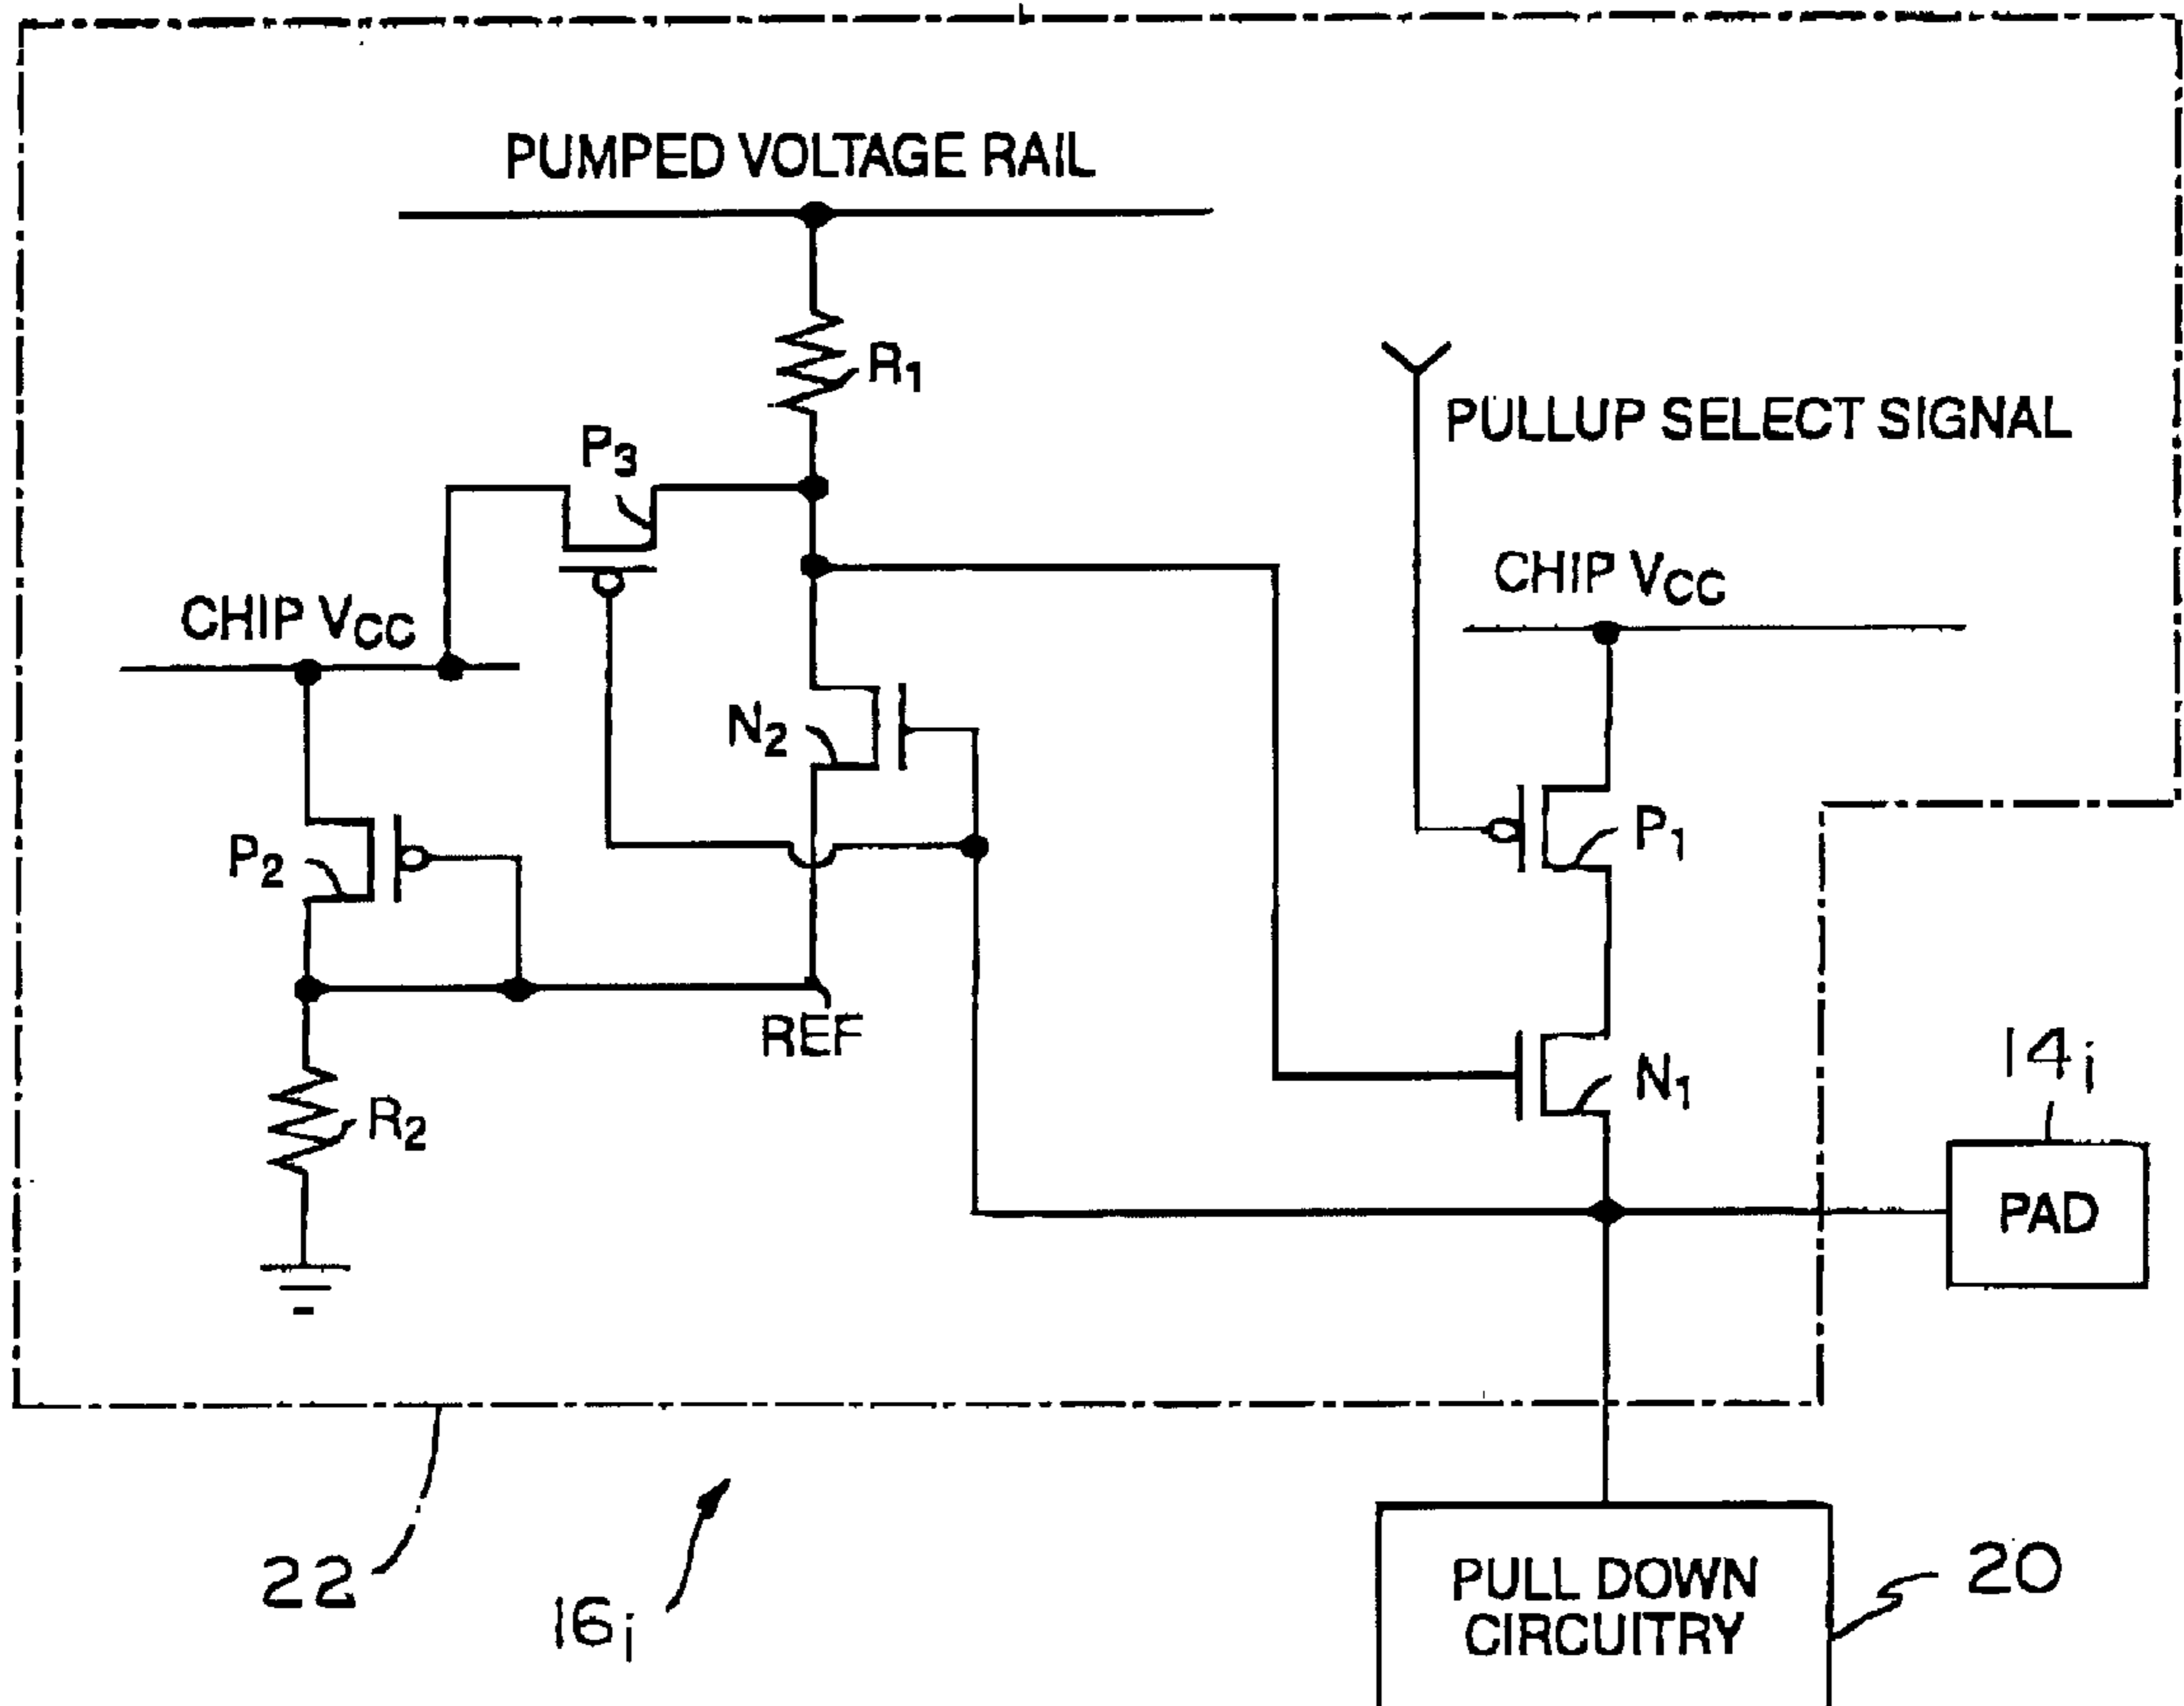 PUMPED VOLTAGE RAIL
R1
P3
PULLUP SELECT SIGNAL
CHIP VCC
CHIP VCC
N2
P2
P1
REF
N1
14i
R2
PAD
22
16i
PULL DOWN
CIRCUITRY
20